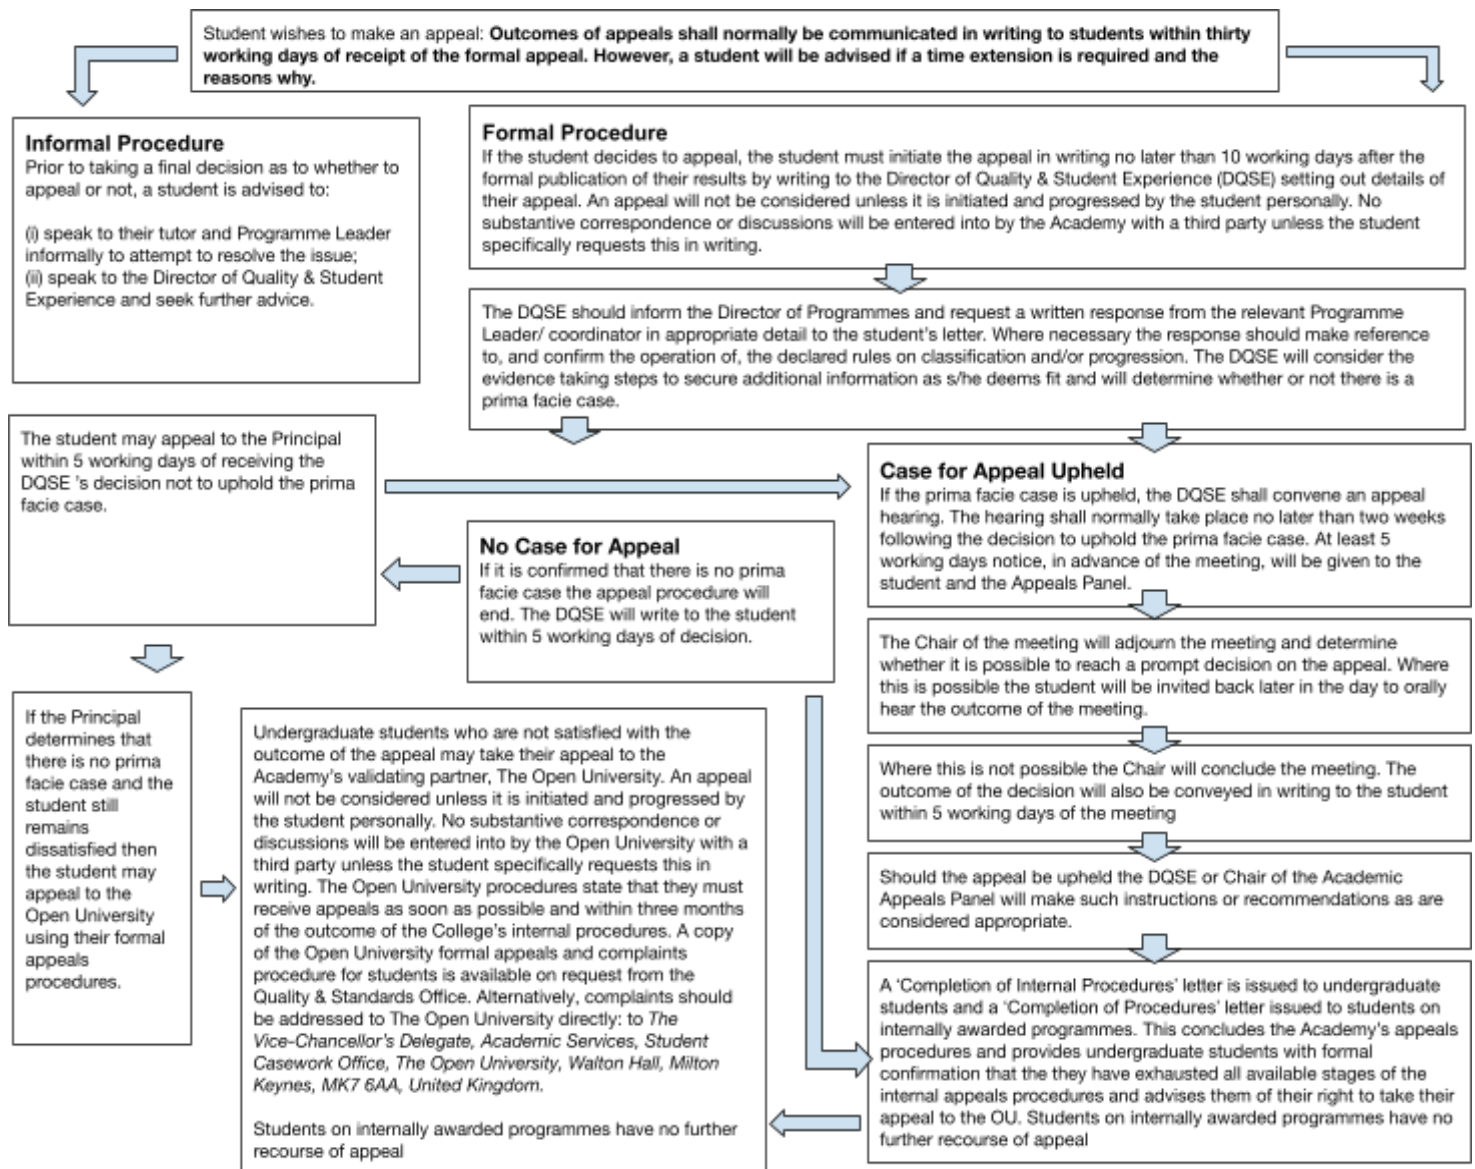 Student wishes to make an appeal: Outcomes of appeals shall normally be communicated in writing to students within thirty
working days of receipt of the formal appeal. However, a student will be advised if a time extension is required and the
reasons why.
Informal Procedure
Prior to taking a final decision as to whether to
appeal or not, a student is advised to:
(i) speak to their tutor and Programme Leader
informally to attempt to resolve the issue;
(ii) speak to the Director of Quality & Student
Experience and seek further advice.
Formal Procedure
If the student decides to appeal, the student must initiate the appeal in writing no later than 10 working days after the
formal publication of their results by writing to the Director of Quality & Student Experience (DQSE) setting out details of
their appeal. An appeal will not be considered unless it is initiated and progressed by the student personally. No
substantive correspondence or discussions will be entered into by the Academy with a third party unless the student
specifically requests this in writing.
The DQSE should inform the Director of Programmes and request a written response from the relevant Programme
Leader/ coordinator in appropriate detail to the student's letter. Where necessary the response should make reference
to, and confirm the operation of, the declared rules on classification and/or progression. The DQSE will consider the
evidence taking steps to secure additional information as s/he deems fit and will determine whether or not there is a
prima facie case.
The student may appeal to the Principal
within 5 working days of receiving the
DQSE 's decision not to uphold the prima
facie case.
Case for Appeal Upheld
If the prima facie case is upheld, the DQSE shall convene an appeal
hearing. The hearing shall normally take place no later than two weeks
following the decision to uphold the prima facie case. At least 5
working days notice, in advance of the meeting, will be given to the
student and the Appeals Panel.
No Case for Appeal
If it is confirmed that there is no prima
facie case the appeal procedure will
end. The DQSE will write to the student
within 5 working days of decision.
The Chair of the meeting will adjourn the meeting and determine
whether it is possible to reach a prompt decision on the appeal. Where
this is possible the student will be invited back later in the day to orally
hear the outcome of the meeting.
If the Principal
determines that
there is no prima
facie case and the
student still
remains
dissatisfied then
the student may
appeal to the
Open University
using their formal
appeals
procedures.
Undergraduate students who are not satisfied with the
outcome of the appeal may take their appeal to the
Academy's validating partner, The Open University. An appeal
will not be considered unless it is initiated and progressed by
the student personally. No substantive correspondence or
discussions will be entered into by the Open University with a
third party unless the student specifically requests this in
writing. The Open University procedures state that they must
receive appeals as soon as possible and within three months
of the outcome of the College's internal procedures. A copy
of the Open University formal appeals and complaints
procedure for students is available on request from the
Quality & Standards Office. Alternatively, complaints should
be addressed to The Open University directly: to The
Vice-Chancellor's Delegate, Academic Services, Student
Casework Office, The Open University, Walton Hall, Milton
Keynes, MK7 6AA, United Kingdom.
Students on internally awarded programmes have no further
recourse of appeal
Where this is not possible the Chair will conclude the meeting. The
outcome of the decision will also be conveyed in writing to the student
within 5 working days of the meeting
Should the appeal be upheld the DQSE or Chair of the Academic
Appeals Panel will make such instructions or recommendations as are
considered appropriate.
A 'Completion of Internal Procedures' letter is issued to undergraduate
students and a 'Completion of Procedures' letter issued to students on
internally awarded programmes. This concludes the Academy's appeals
procedures and provides undergraduate students with formal
confirmation that the they have exhausted all available stages of the
internal appeals procedures and advises them of their right to take their
appeal to the OU. Students on internally awarded programmes have no
further recourse of appeal